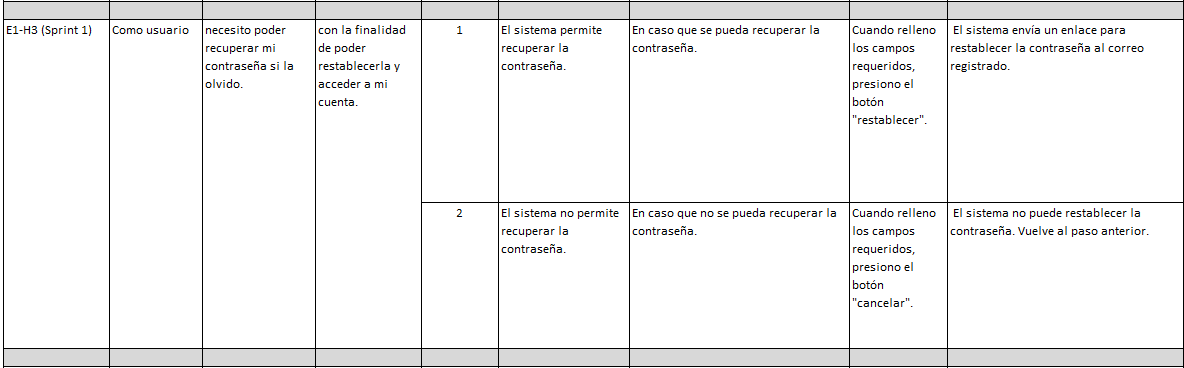 E1-H3 (Sprint 1)
Como usuario
necesito poder
recuperar mi
contraseña si la
olvido.
con la finalidad
de poder
restablecerla y
acceder a mi
cuenta.
1
El sistema permite
recuperar la
contraseña.
En caso que se pueda recuperar la
contraseña.
Cuando relleno
los campos
requeridos,
presiono el
botón
"restablecer".
El sistema envía un enlace para
restablecer la contraseña al correo
registrado.
2
El sistema no permite
recuperar la
contraseña.
En caso que no se pueda recuperar la
contraseña.
Cuando relleno
los campos
requeridos,
presiono el
botón
"cancelar".
El sistema no puede restablecer la
contraseña. Vuelve al paso anterior.